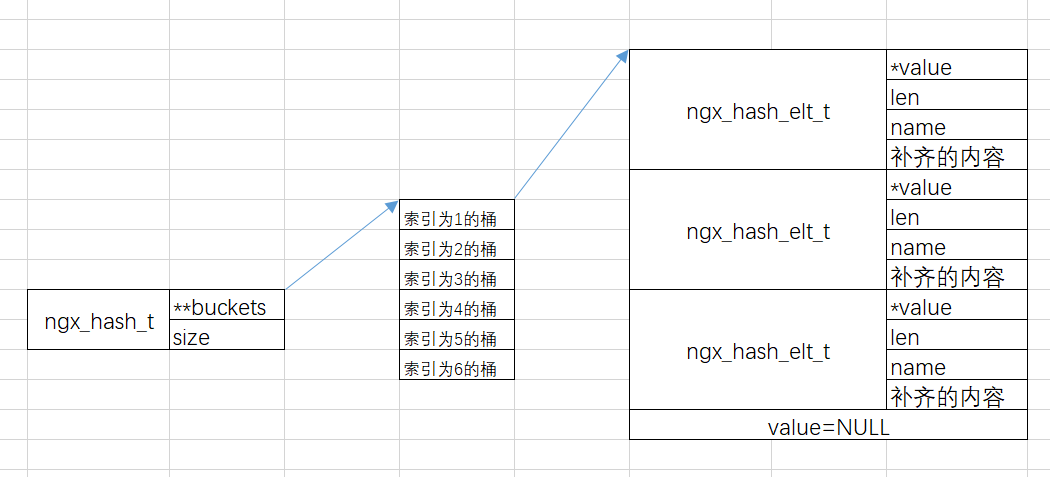 ngx_hash_t
**buckets
size
索引为1的桶
索引为2的桶
索引为3的桶
索引为4的桶
索引为5的桶
索引为6的桶
ngx_hash_elt_t
*value
len
name
补齐的内容
ngx_hash_elt_t
*value
len
name
补齐的内容
ngx_hash_elt_t
*value
len
name
补齐的内容
value=NULL